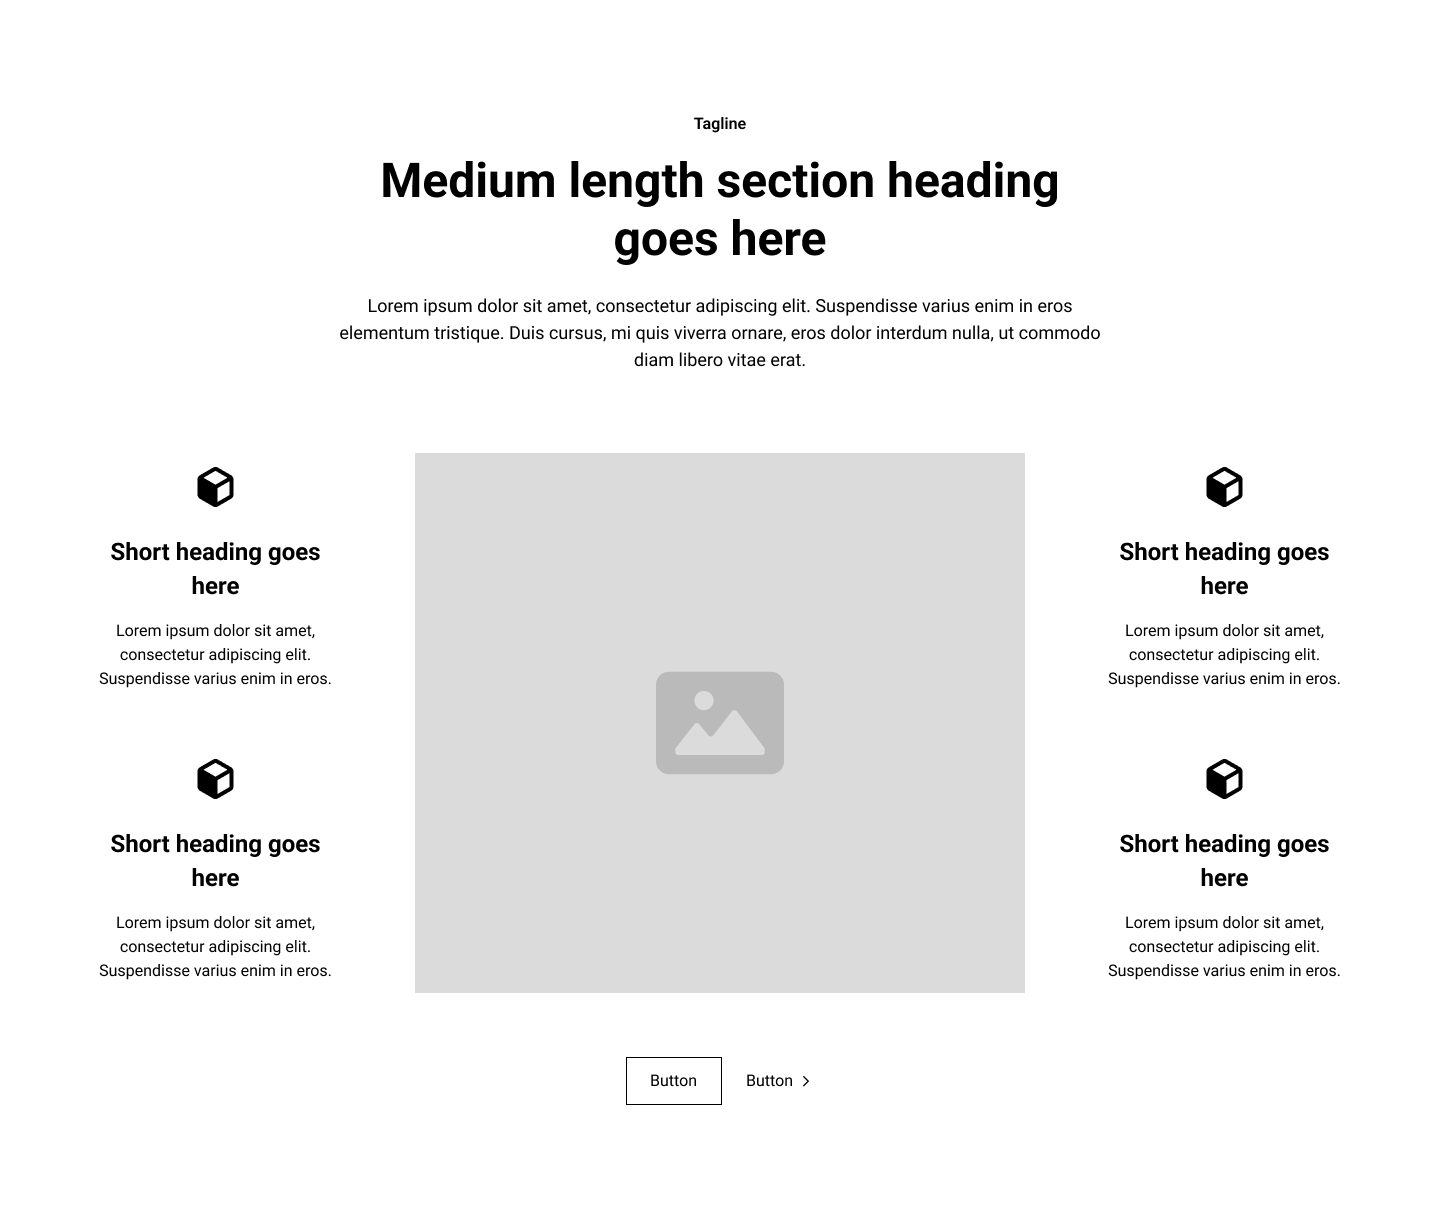 Tagline
Medium length section heading
goes here
Lorem ipsum dolor sit amet, consectetur adipiscing elit. Suspendisse varius enim in eros
elementum tristique. Duis cursus, mi quis viverra ornare, eros dolor interdum nulla, ut commodo
diam libero vitae erat.
Short heading goes
here
Lorem ipsum dolor sit amet,
consectetur adipiscing elit.
Suspendisse varius enim in eros.
Short heading goes
here
Lorem ipsum dolor sit amet,
consectetur adipiscing elit.
Suspendisse varius enim in eros.
Short heading goes
here
Lorem ipsum dolor sit amet,
consectetur adipiscing elit.
Suspendisse varius enim in eros.
Short heading goes
here
Lorem ipsum dolor sit amet,
consectetur adipiscing elit.
Suspendisse varius enim in eros.
Button
Button